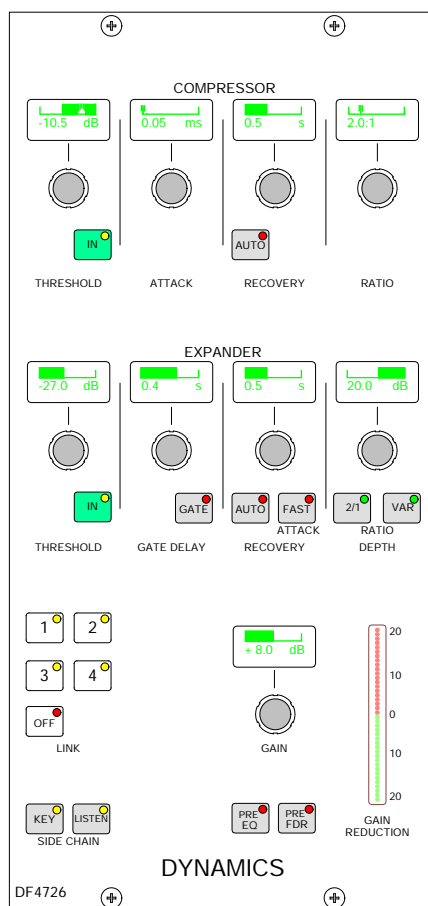 COMPRESSOR
-10.5 dB
0.05 ms
0.5 s
2.0:1
IN
AUTO
THRESHOLD
ATTACK
RECOVERY
RATIO
EXPANDER
-27.0 dB
0.4 s
0.5 s
20.0 dB
IN
GATE
AUTO
FAST
2/1
VAR
ATTACK
RATIO
THRESHOLD
GATE DELAY
RECOVERY
DEPTH
1
2
3
4
OFF
LINK
+ 8.0 dB
GAIN
20
10
0
10
20
GAIN
REDUCTION
KEY
LISTEN
SIDE CHAIN
PRE
EQ
PRE
FDR
DYNAMICS
DF4726